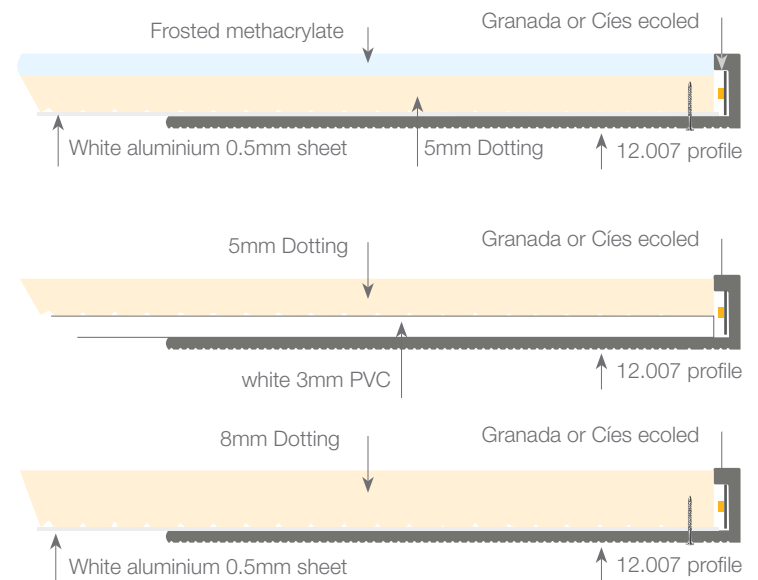 Frosted methacrylate
Granada or Cíes ecoled
White aluminium 0.5mm sheet
5mm Dotting
12.007 profile
5mm Dotting
Granada or Cíes ecoled
white 3mm PVC
12.007 profile
8mm Dotting
Granada or Cíes ecoled
White aluminium 0.5mm sheet
12.007 profile